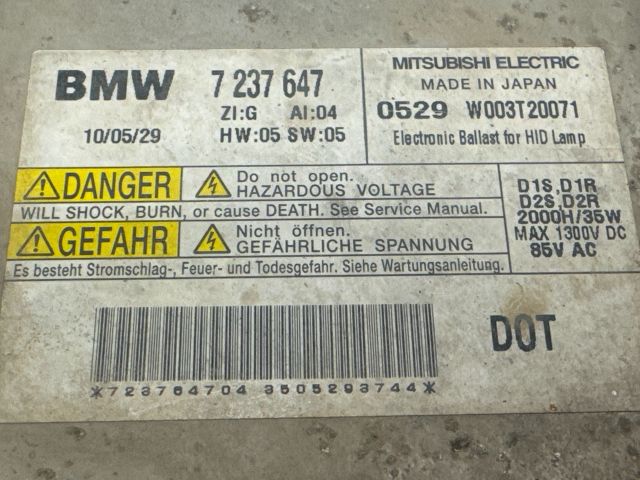 BMW 7 237 647
ZI:G AI:04
10/05/29 HW:05 SW:05
MITSUBISHI ELECTRIC
MADE IN JAPAN
0529 W003T20071
Electronic Ballast for HID Lamp
DANGER
Do not open.
HAZARDOUS VOLTAGE
WILL SHOCK, BURN, or cause DEATH. See Service Manual.
GEFAHR
Nicht öffnen.
GEFÄHRLICHE SPANNUNG
Es besteht Stromschlag-, Feuer- und Todesgefahr. Siehe Wartungsanleitung.
D1S,D1R
D2S,D2R
2000H/35W
MAX 1300V DC
85V AC
DOT
*723764704 3505293744*